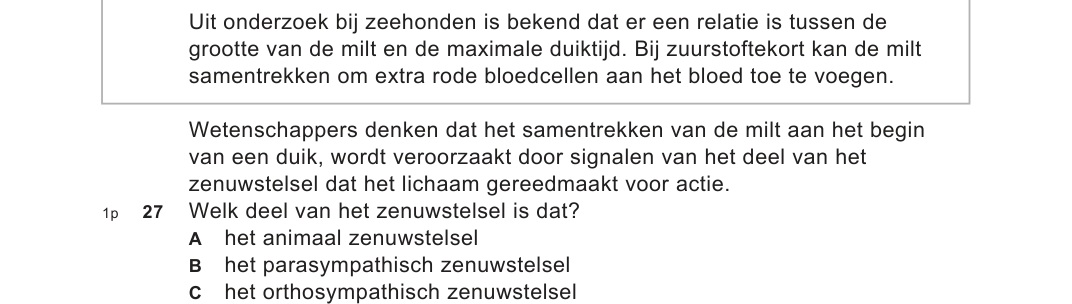 Uit onderzoek bij zeehonden is bekend dat er een relatie is tussen de
grootte van de milt en de maximale duiktijd. Bij zuurstoftekort kan de milt
samentrekken om extra rode bloedcellen aan het bloed toe te voegen.
Wetenschappers denken dat het samentrekken van de milt aan het begin
van een duik, wordt veroorzaakt door signalen van het deel van het
zenuwstelsel dat het lichaam gereedmaakt voor actie.
1p 27 Welk deel van het zenuwstelsel is dat?
A het animaal zenuwstelsel
B het parasympathisch zenuwstelsel
C het orthosympathisch zenuwstelsel